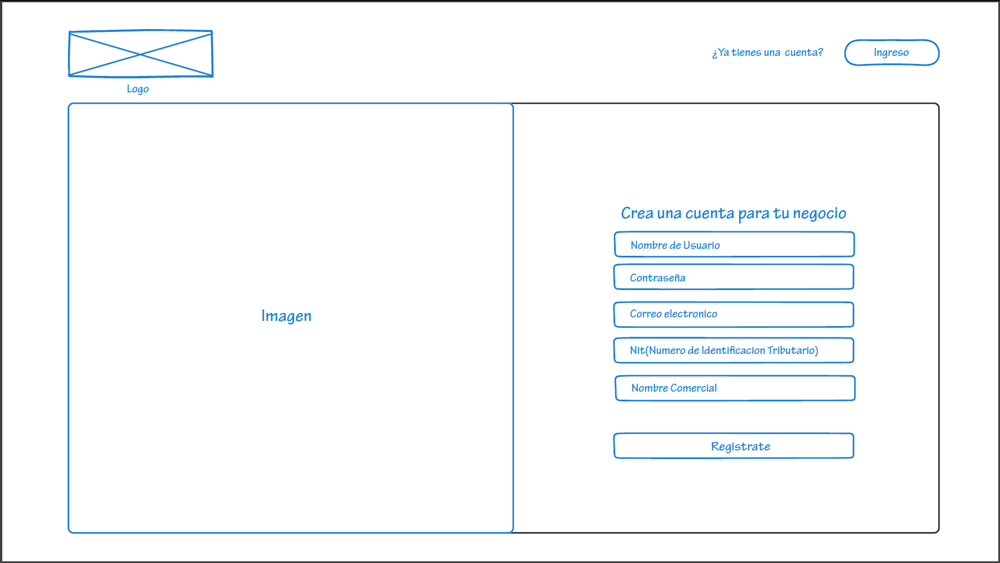 Logo
¿Ya tienes una cuenta?
Ingreso
Imagen
Crea una cuenta para tu negocio
Nombre de Usuario
Contraseña
Correo electronico
Nit(Numero de Identificacion Tributario)
Nombre Comercial
Registrate